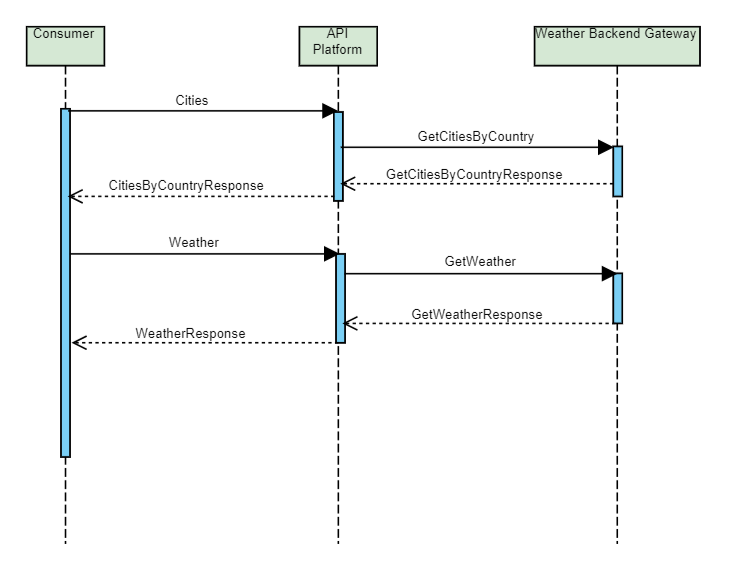 Consumer
API
Platform
Weather Backend Gateway
Cities
GetCitiesByCountry
GetCitiesByCountryResponse
CitiesByCountryResponse
Weather
GetWeather
GetWeatherResponse
WeatherResponse